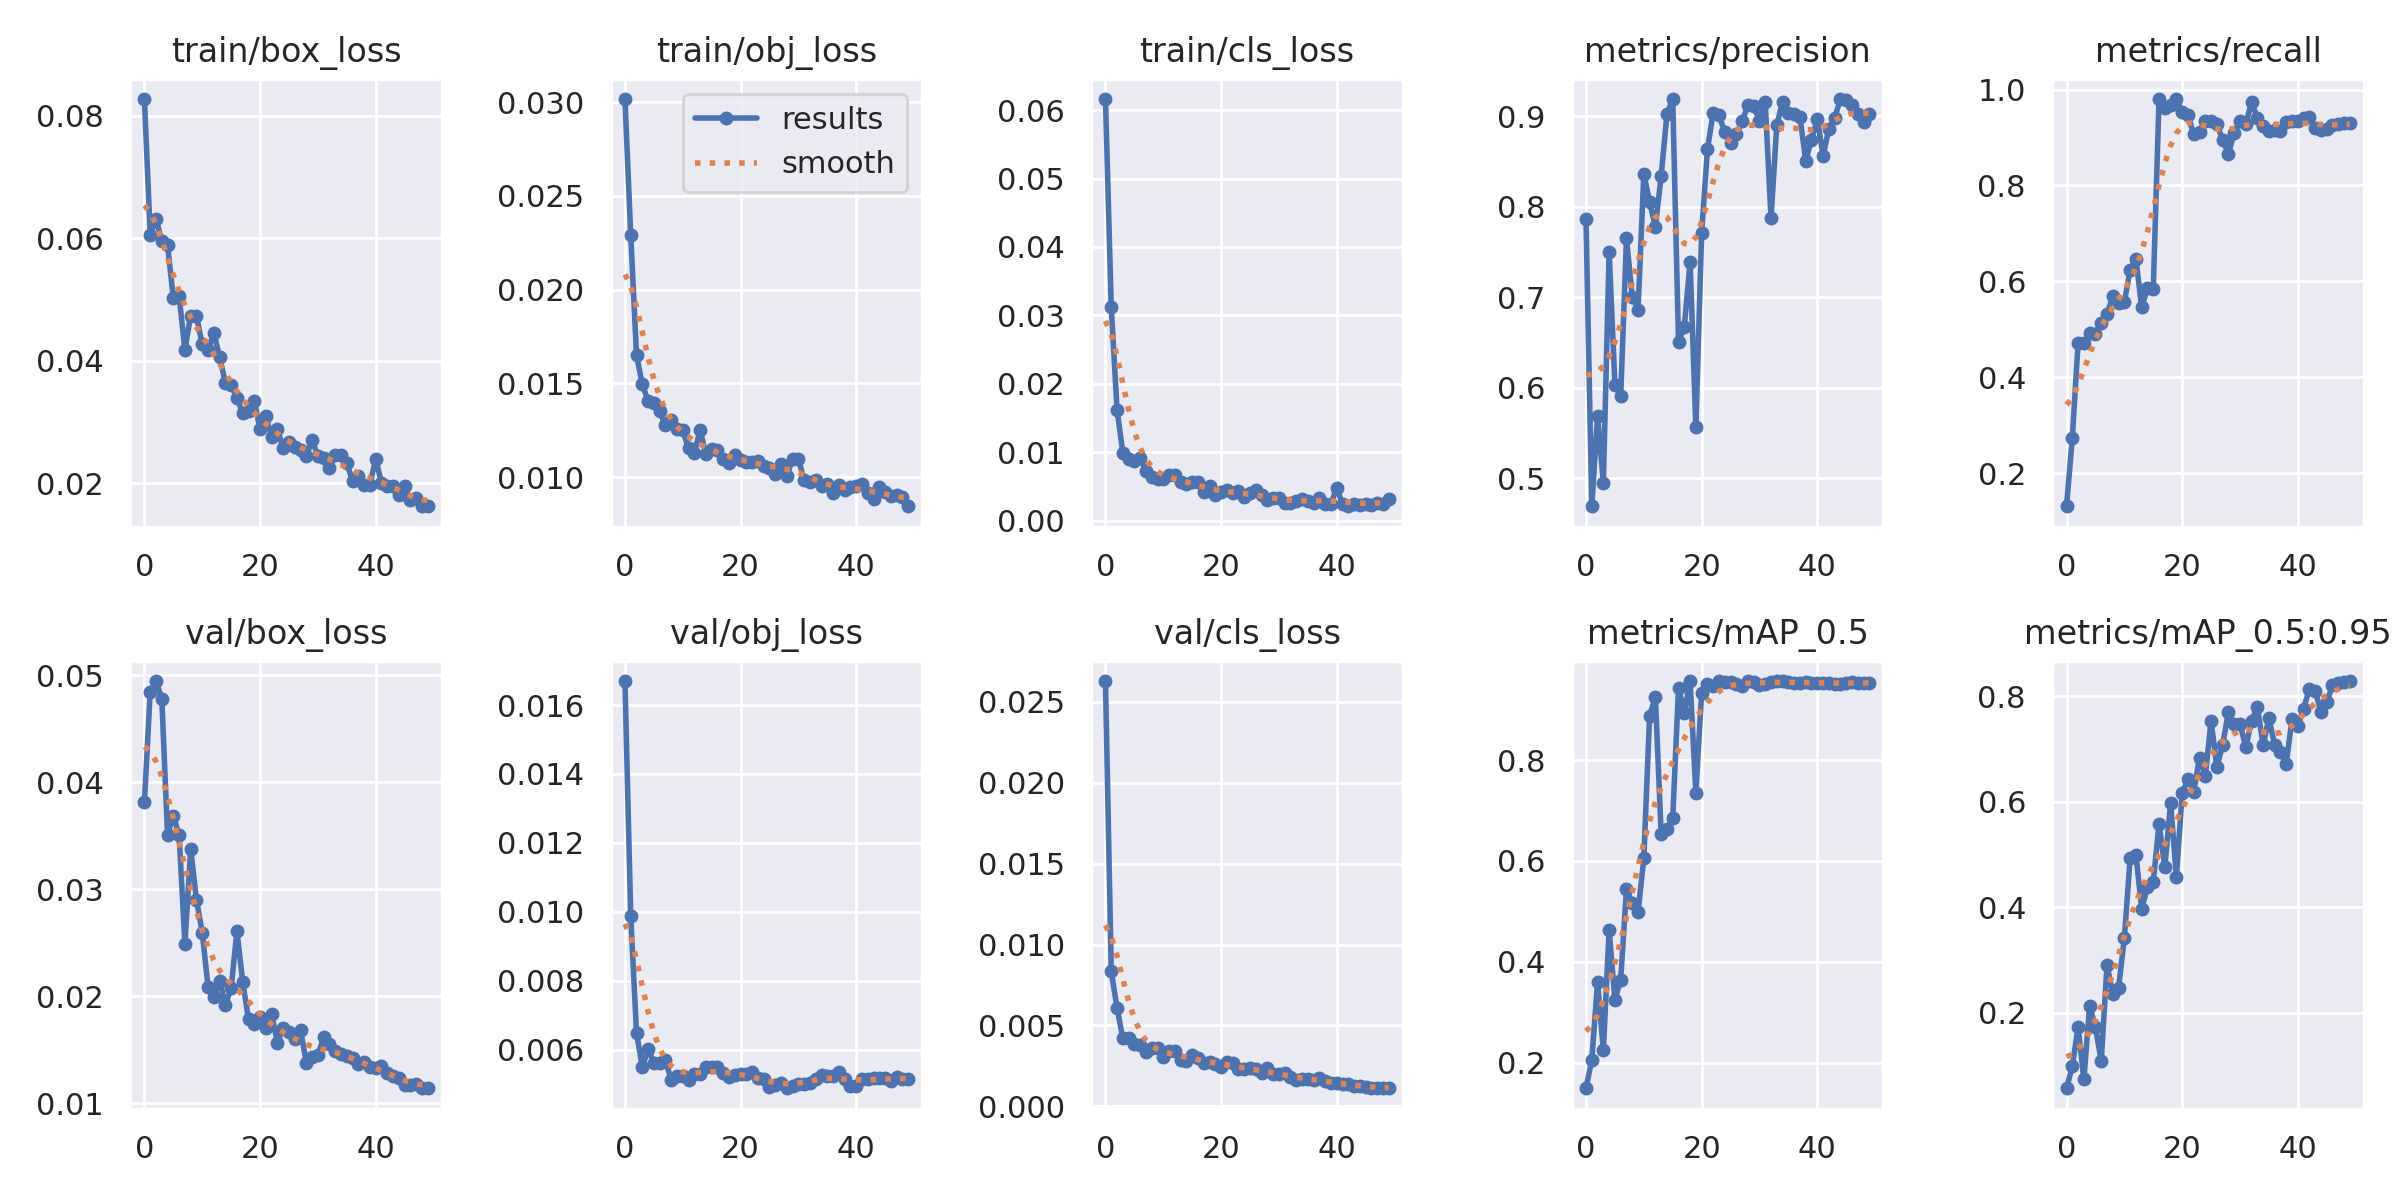 train/box_loss
0.08
0.06
0.04
0.02
0 20 40
train/obj_loss
results
smooth
0.030
0.025
0.020
0.015
0.010
0 20 40
train/cls_loss
0.06
0.05
0.04
0.03
0.02
0.01
0.00
0 20 40
metrics/precision
0.9
0.8
0.7
0.6
0.5
0 20 40
metrics/recall
1.0
0.8
0.6
0.4
0.2
0 20 40
val/box_loss
0.05
0.04
0.03
0.02
0.01
0 20 40
val/obj_loss
0.016
0.014
0.012
0.010
0.008
0.006
0 20 40
val/cls_loss
0.025
0.020
0.015
0.010
0.005
0.000
0 20 40
metrics/mAP_0.5
0.8
0.6
0.4
0.2
0 20 40
metrics/mAP_0.5:0.95
0.8
0.6
0.4
0.2
0 20 40